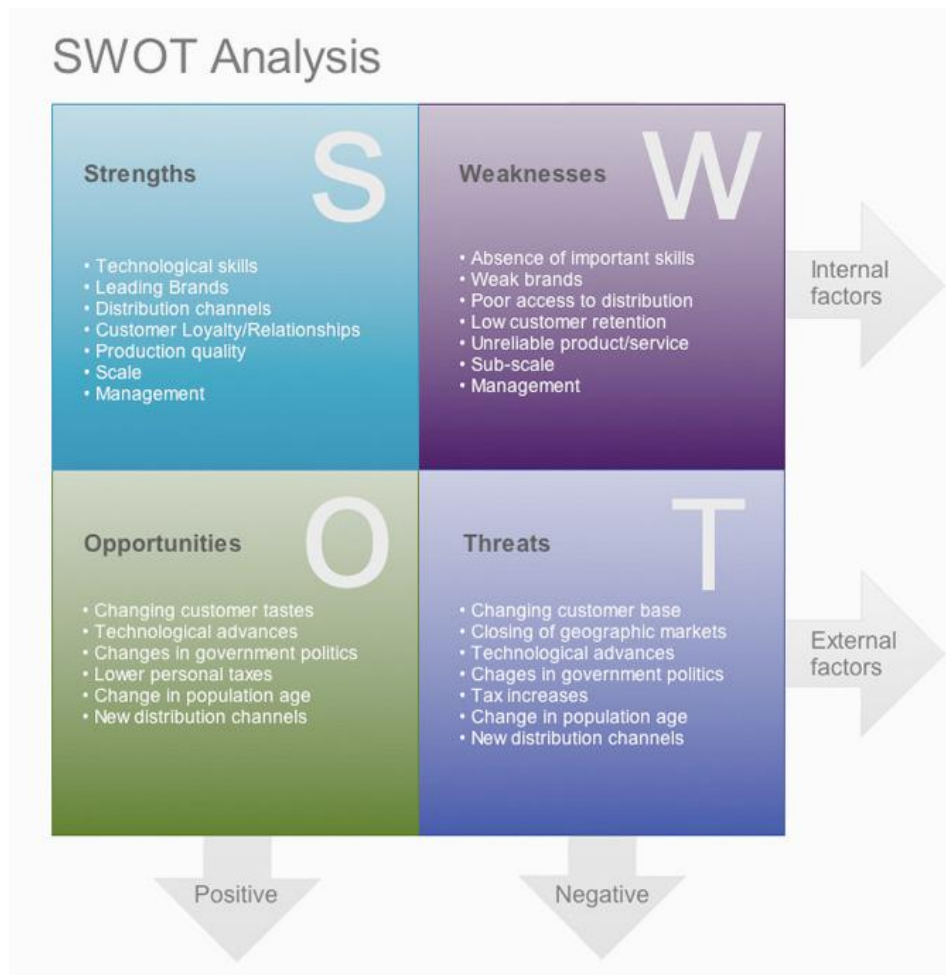 SWOT Analysis
S
Strengths
• Technological skills
• Leading Brands
• Distribution channels
• Customer Loyalty/Relationships
• Production quality
• Scale
• Management
W
Weaknesses
• Absence of important skills
• Weak brands
• Poor access to distribution
• Low customer retention
• Unreliable product/service
• Sub-scale
• Management
Internal
factors
O
Opportunities
• Changing customer tastes
• Technological advances
• Changes in government politics
• Lower personal taxes
• Change in population age
• New distribution channels
T
Threats
• Changing customer base
• Closing of geographic markets
• Technological advances
• Chages in government politics
• Tax increases
• Change in population age
• New distribution channels
External
factors
Positive
Negative